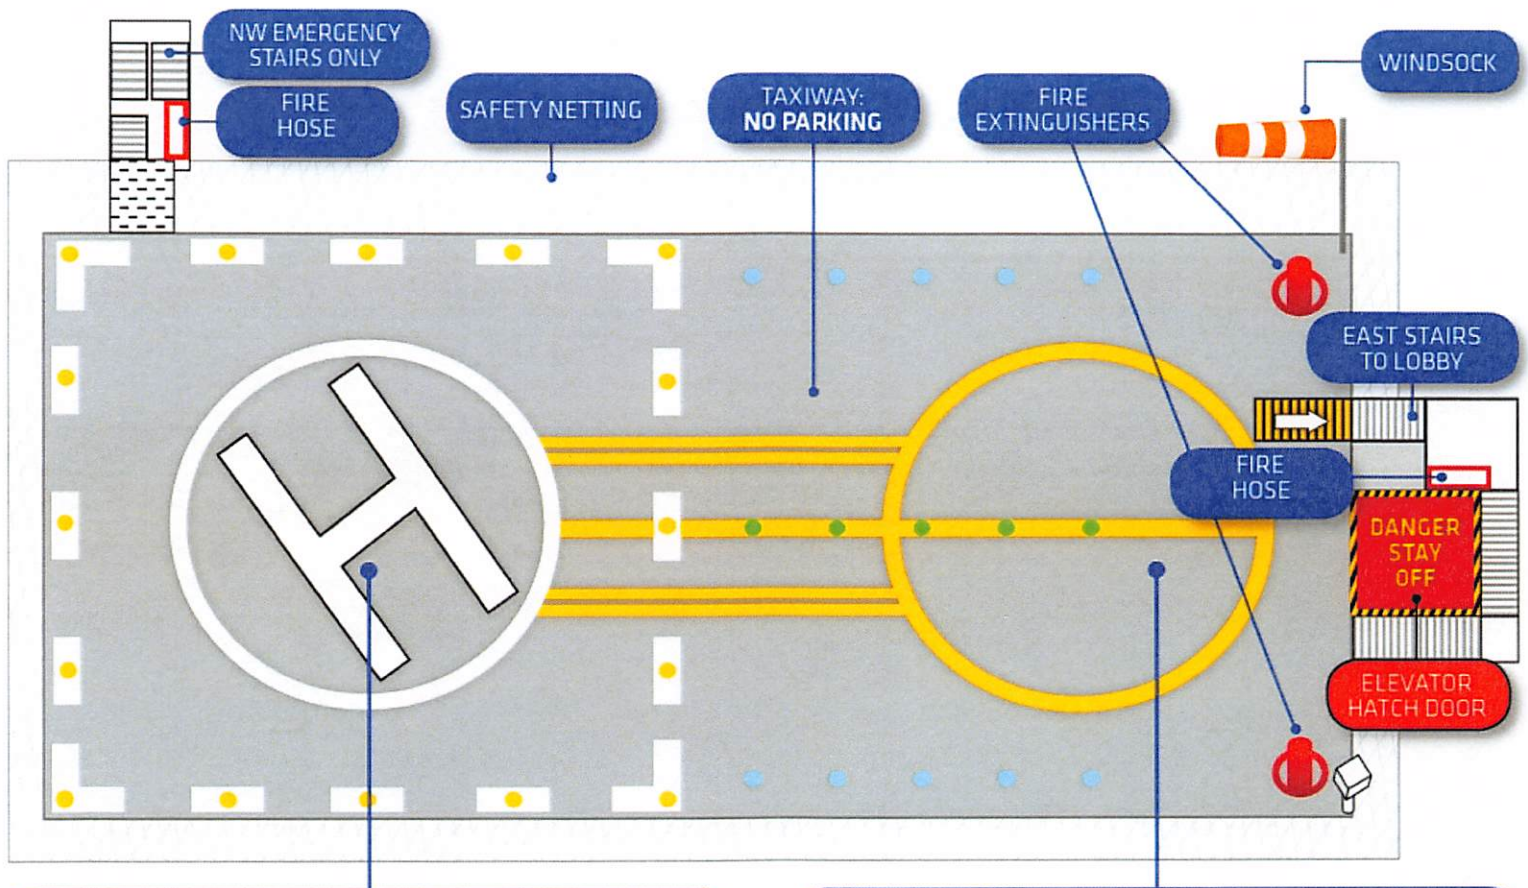 NW EMERGENCY
STAIRS ONLY
FIRE
HOSE
SAFETY NETTING
TAXIWAY:
NO PARKING
FIRE
EXTINGUISHERS
WINDSOCK
EAST STAIRS
TO LOBBY
FIRE
HOSE
DANGER
STAY
OFF
ELEVATOR
HATCH DOOR
H